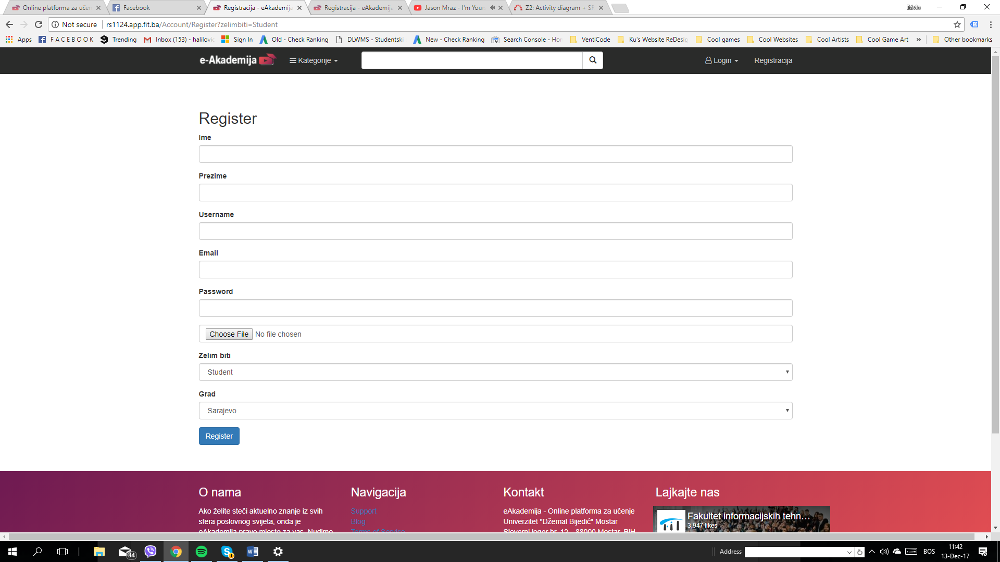 Online platforma za učen
Facebook
Registracija - eAkademija
Registracija - eAkademija
Jason Mraz - I'm Your
Z2: Activity diagram + SR
Edvin
Not secure
rs1124.app.fit.ba/Account/Register?zelimbiti=Student
Apps
F A C E B O O K
Trending
Inbox (153) - halilovic
Sign In
Old - Check Ranking
DLWMS - Studentski
New - Check Ranking
Search Console - Hor
VentiCode
Ku's Website ReDesig
Cool games
Cool Websites
Cool Artists
Cool Game Art
»
Other bookmarks
e-Akademija
Kategorije
Login
Registracija
Register
Ime
Prezime
Username
Email
Password
Choose File No file chosen
Zelim biti
Student
Grad
Sarajevo
Register
O nama
Ako želite steči aktuelno znanje iz svih
sfera poslovnog svijeta, onda je
eAkademija pravo mjesto za vas. Nudimo
Navigacija
Support
Blog
Terms of Service
Kontakt
eAkademija - Online platforma za učenje
Univerzitet "Džemal Bijedić" Mostar
Sjeverni logor br. 12 , 88000 Mostar, BiH
Lajkajte nas
FIT
Fakultet informacijskih tehn…
3,947 likes
34
1
Address
BOS
11:42
13-Dec-17